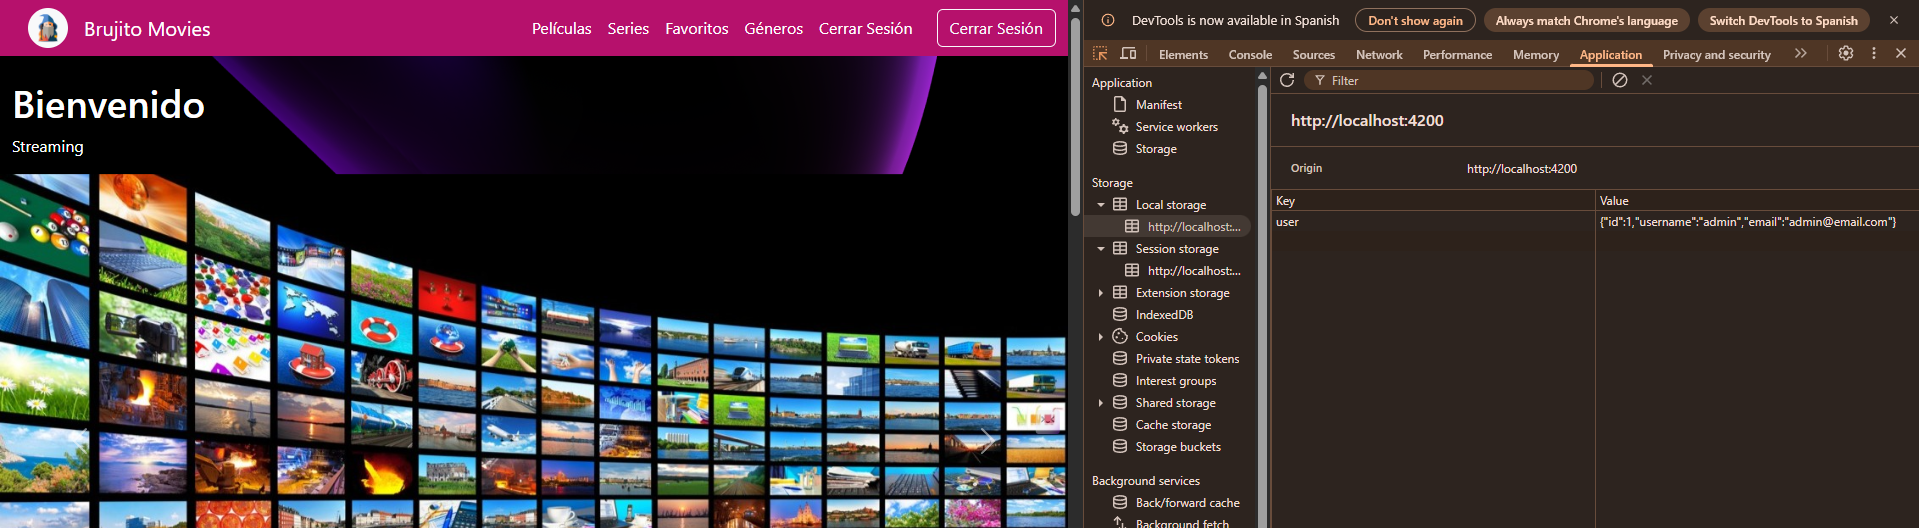 Brujito Movies
Películas Series Favoritos Géneros Cerrar Sesión Cerrar Sesión
Bienvenido
Streaming
DevTools is now available in Spanish Don't show again Always match Chrome's language Switch DevTools to Spanish
Elements Console Sources Network Performance Memory Application Privacy and security
Application
Manifest
Service workers
Storage
Storage
Local storage
http://localhost:...
Session storage
http://localhost:...
Extension storage
IndexedDB
Cookies
Private state tokens
Interest groups
Shared storage
Cache storage
Storage buckets
Background services
Back/forward cache
Background fetch
Filter
http://localhost:4200
Origin http://localhost:4200
Key Value
user {"id":1,"username":"admin","email":"admin@email.com"}